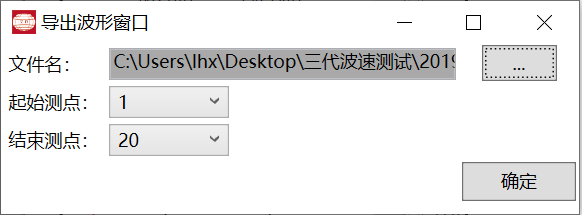 导出波形窗口
文件名： C:\Users\lhx\Desktop\三代波速测试\2019 ...
起始测点： 1
结束测点： 20
确定